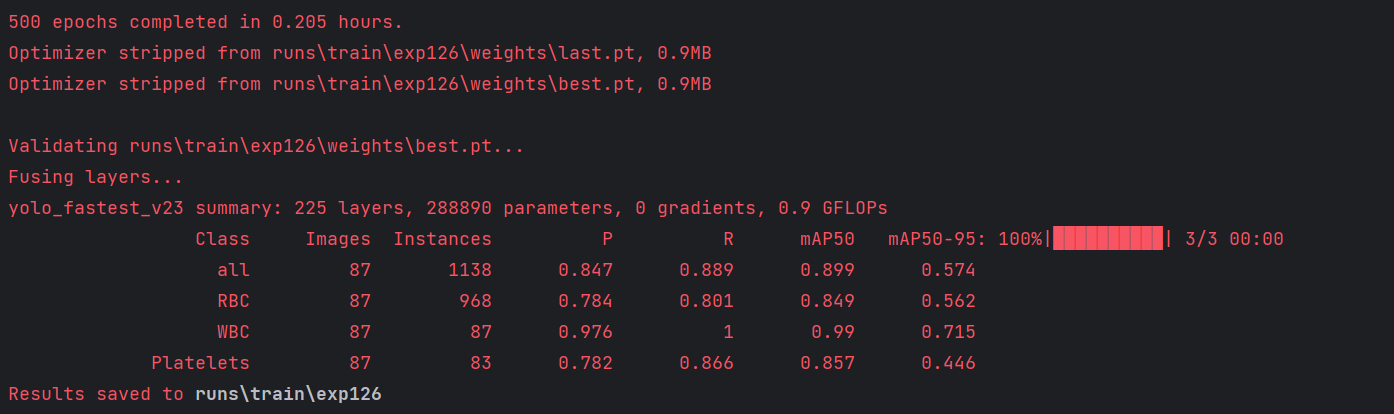 500 epochs completed in 0.205 hours.
Optimizer stripped from runs\train\exp126\weights\last.pt, 0.9MB
Optimizer stripped from runs\train\exp126\weights\best.pt, 0.9MB
Validating runs\train\exp126\weights\best.pt...
Fusing layers...
yolo_fastest_v23 summary: 225 layers, 288890 parameters, 0 gradients, 0.9 GFLOPs
Class Images Instances P R mAP50 mAP50-95: 100%|██████████| 3/3 00:00
all 87 1138 0.847 0.889 0.899 0.574
RBC 87 968 0.784 0.801 0.849 0.562
WBC 87 87 0.976 1 0.99 0.715
Platelets 87 83 0.782 0.866 0.857 0.446
Results saved to runs\train\exp126